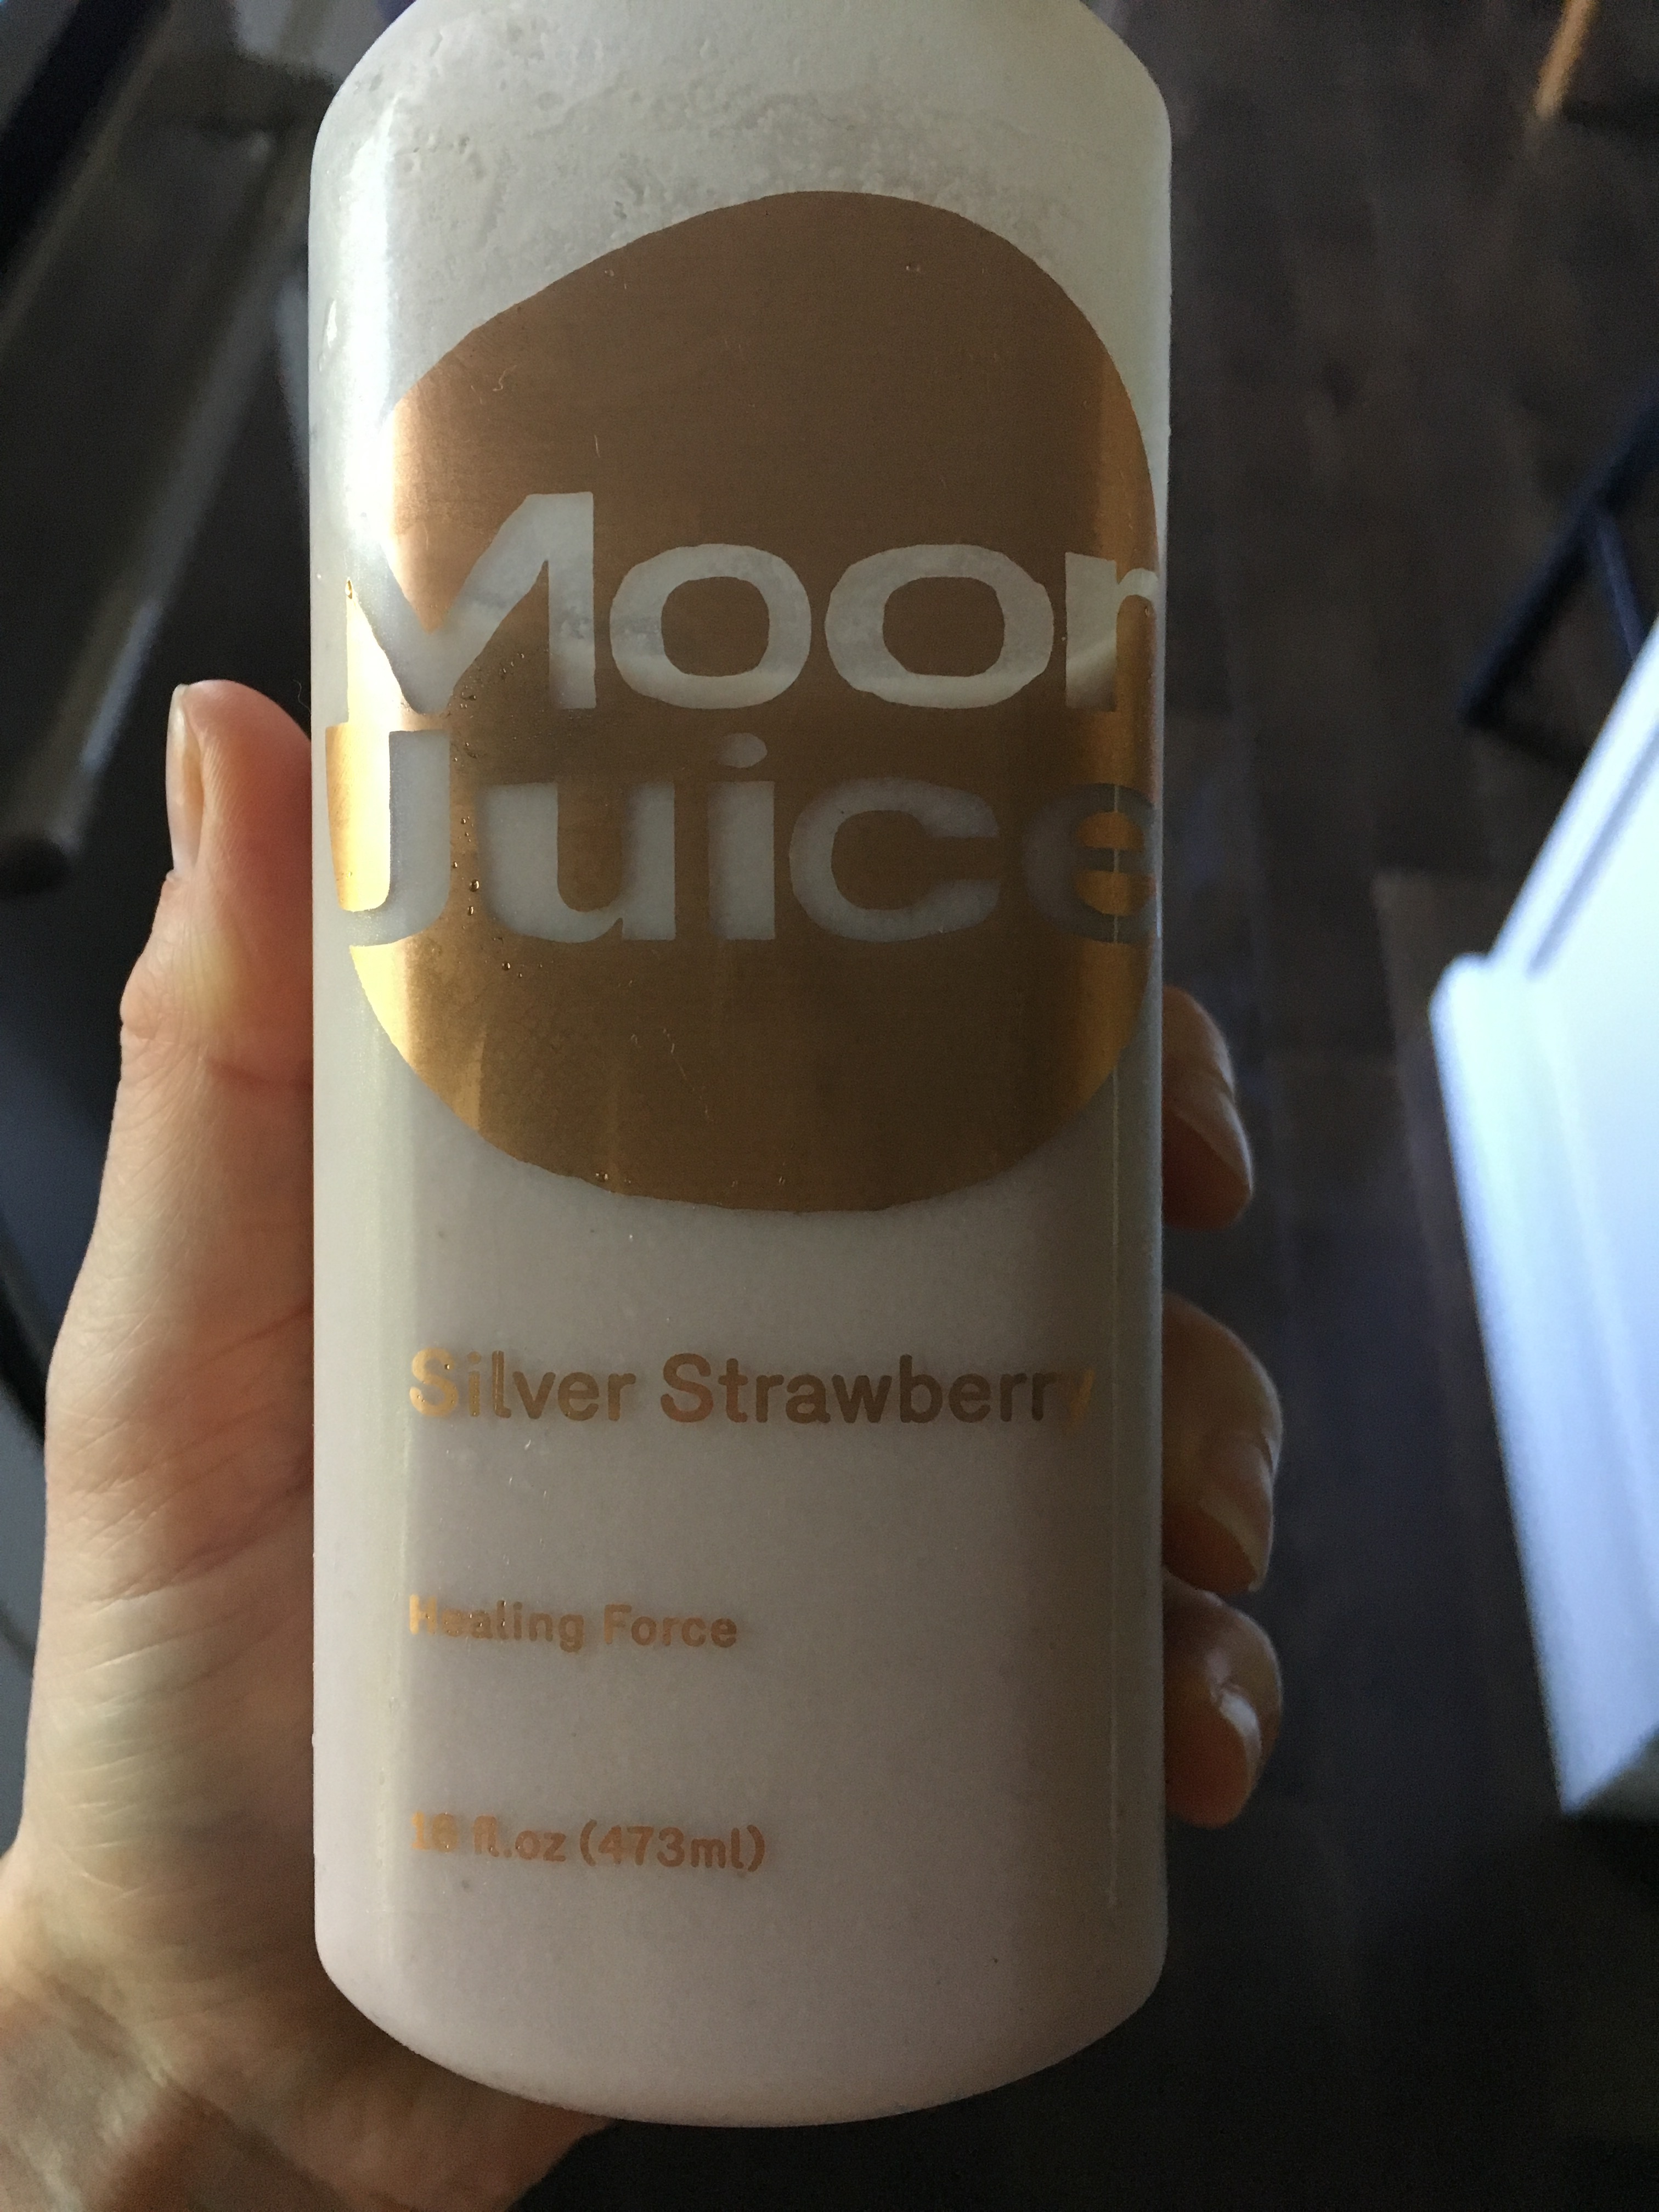 Moon
Juice
Silver Strawberry
Healing Force
16 fl.oz (473ml)